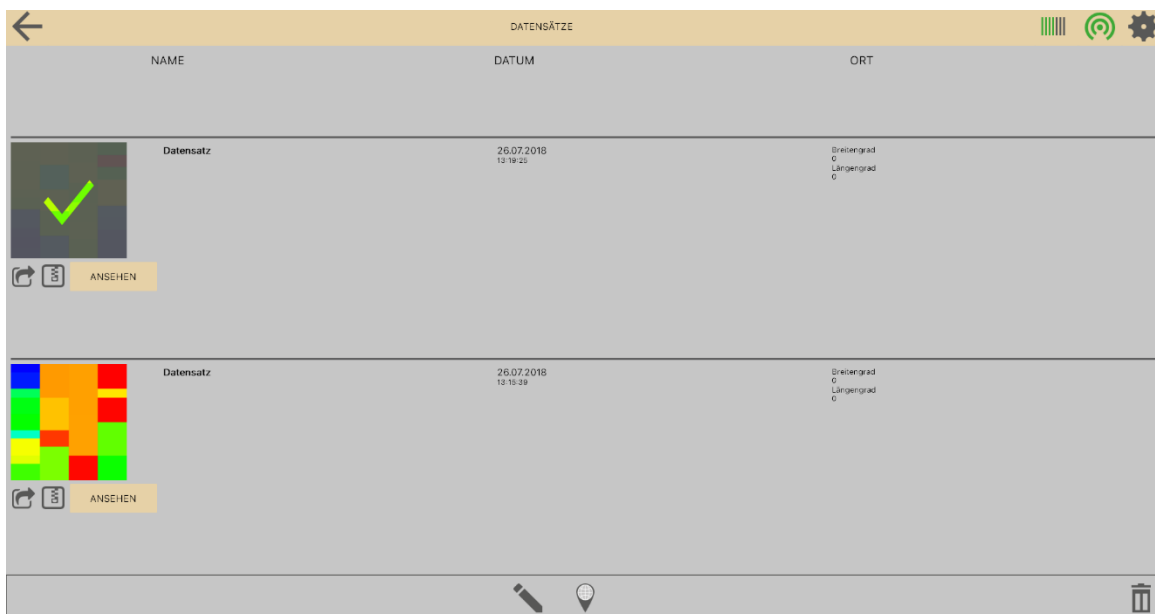 DATENSÄTZE
NAME DATUM ORT
Datensatz
26.07.2018
13:19:25
Breitengrad
0
Längengrad
0
ANSEHEN
Datensatz
26.07.2018
13:15:39
Breitengrad
0
Längengrad
0
ANSEHEN